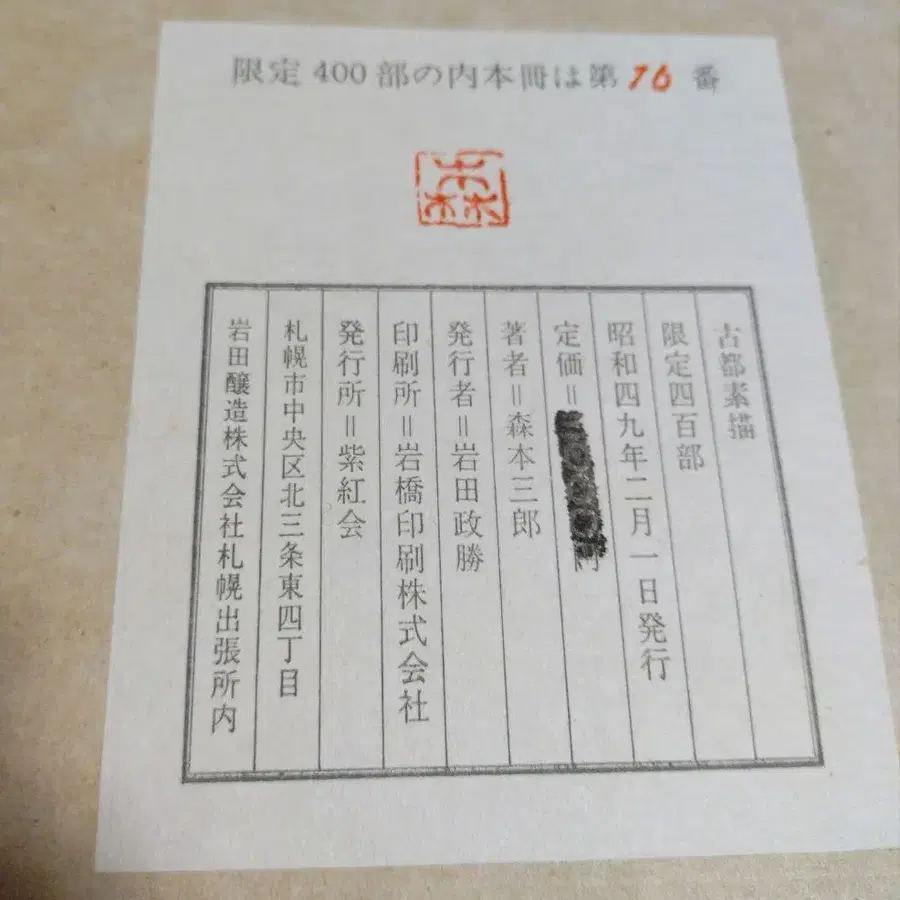 限定400部の内本冊は第16番
森
古都素描
限定四百部
昭和四九年二月一日発行
定価＝円
著者＝森本三郎
発行者＝岩田政勝
印刷所＝岩橋印刷株式会社
発行所＝紫紅会
札幌市中央区北三条東四丁目
岩田醸造株式会社札幌出張所内